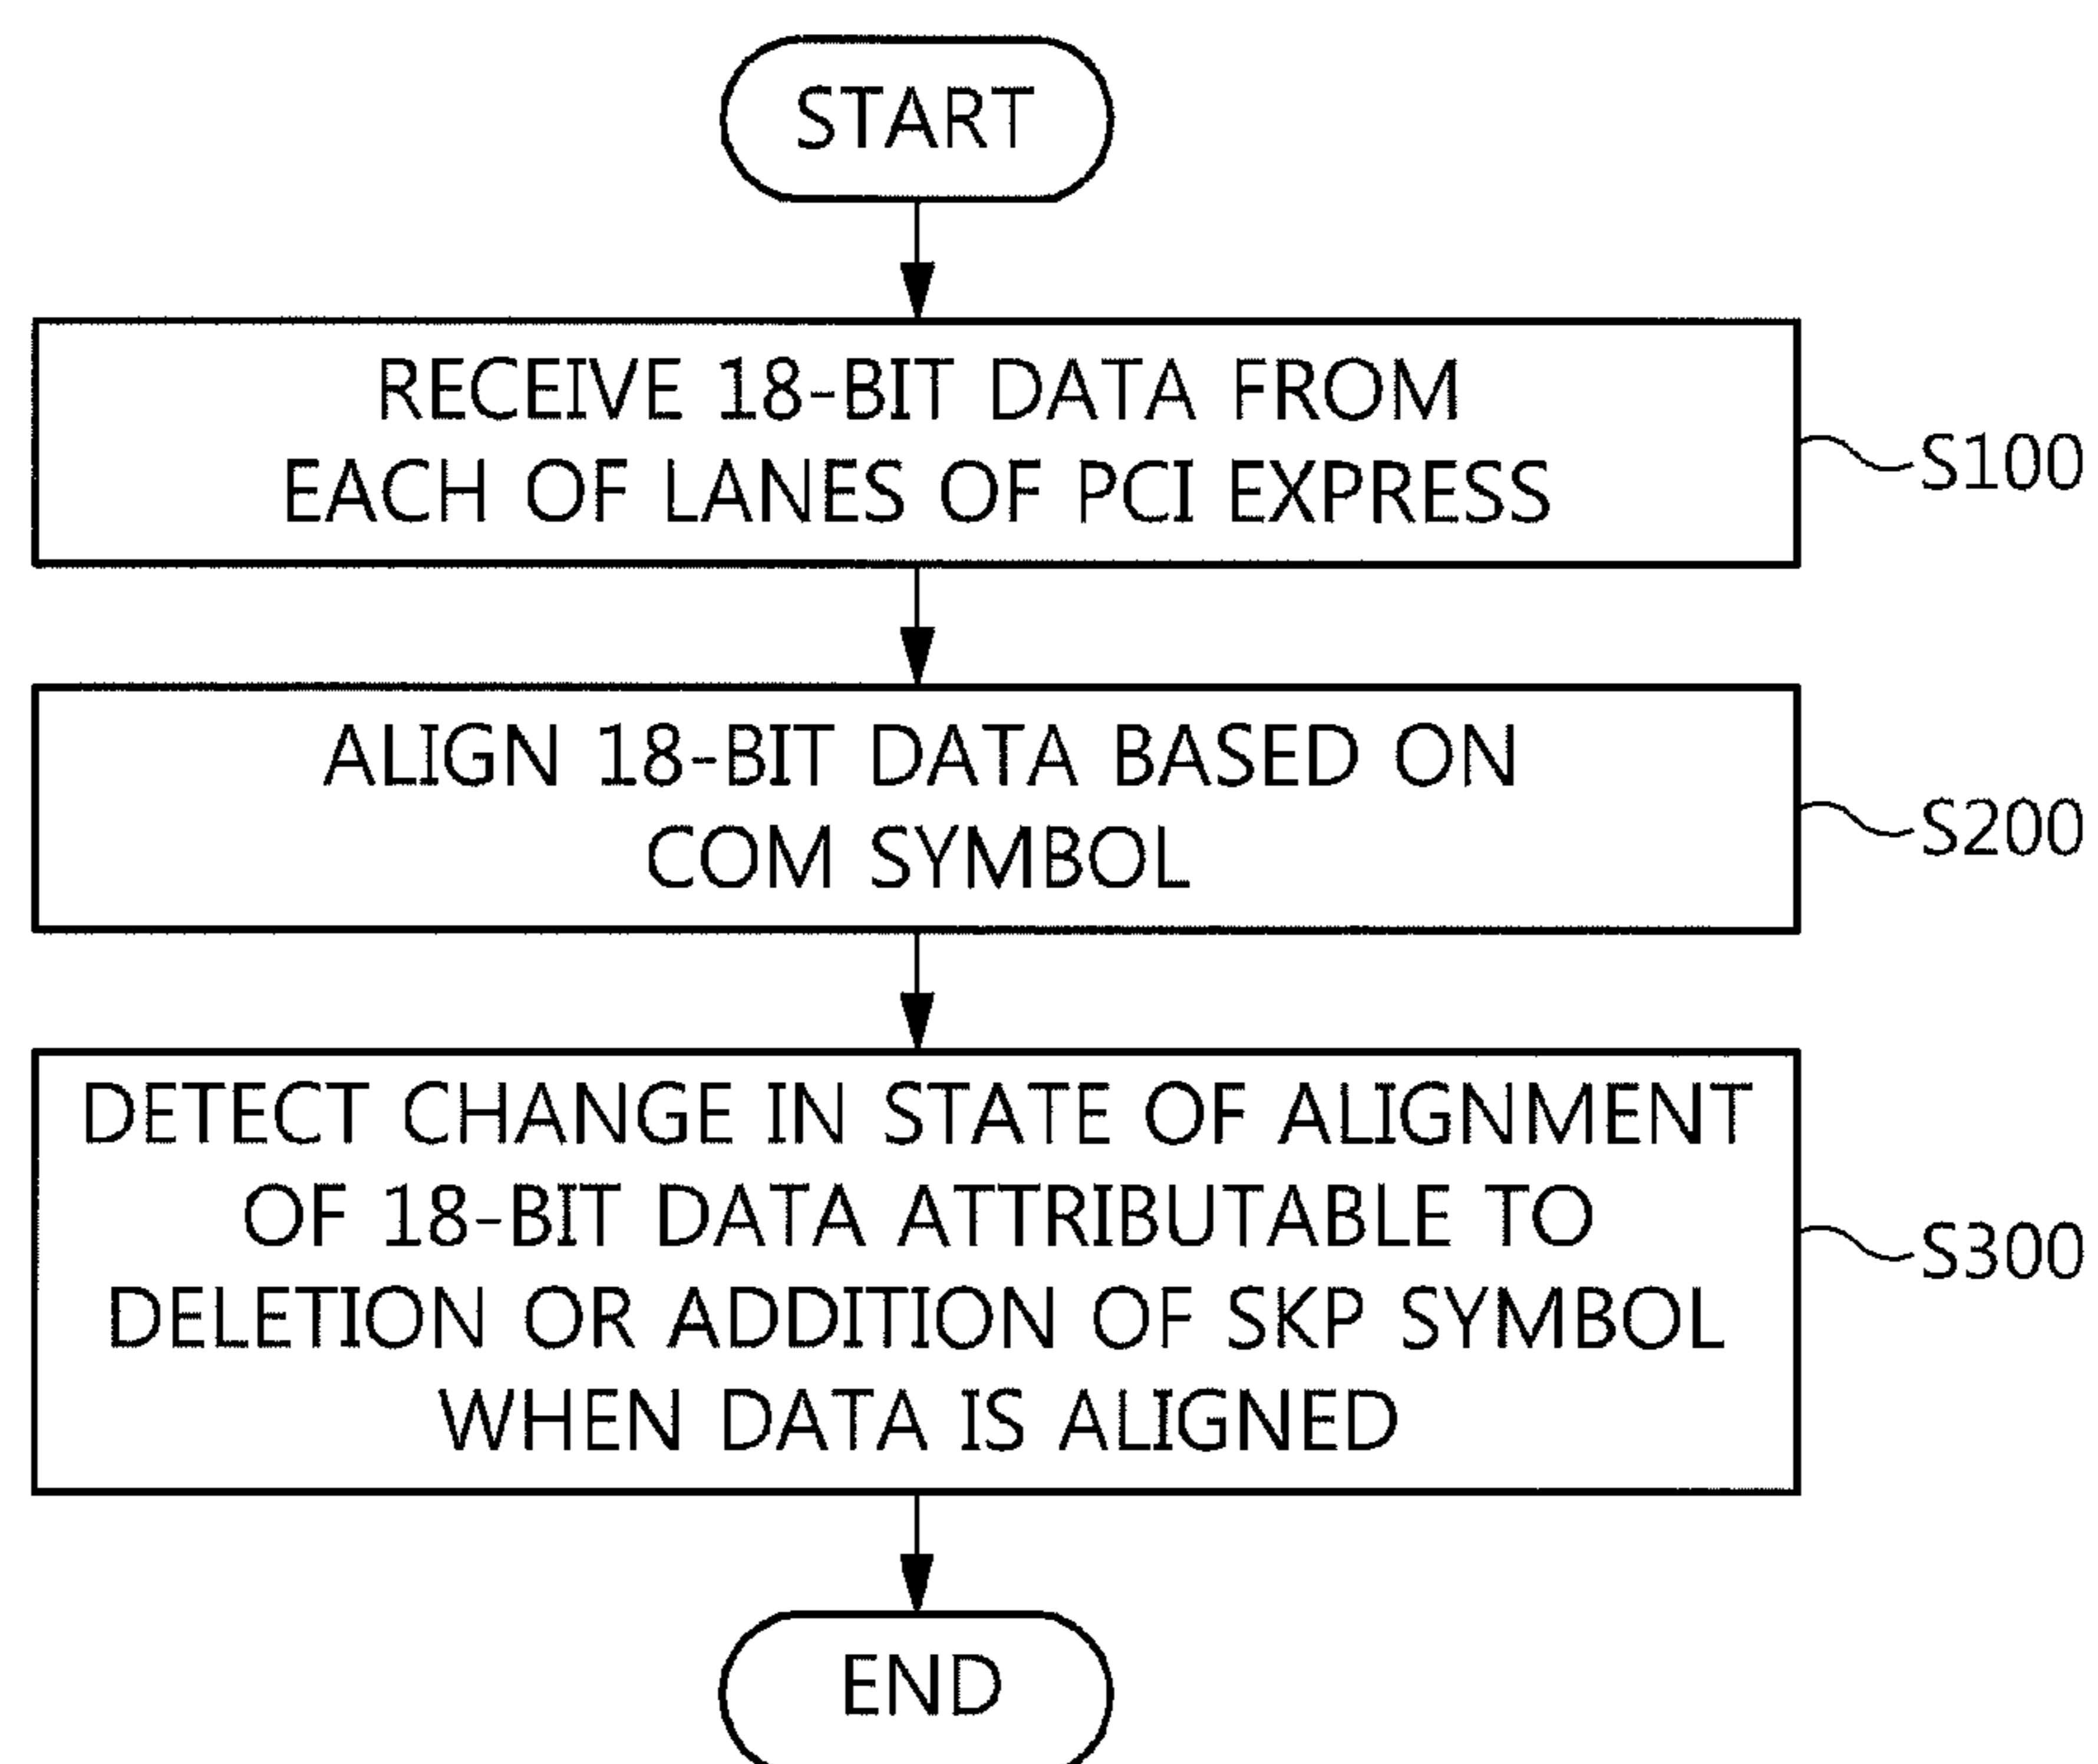 START
RECEIVE 18-BIT DATA FROM
EACH OF LANES OF PCI EXPRESS
S100
ALIGN 18-BIT DATA BASED ON
COM SYMBOL
S200
DETECT CHANGE IN STATE OF ALIGNMENT
OF 18-BIT DATA ATTRIBUTABLE TO
DELETION OR ADDITION OF SKP SYMBOL
WHEN DATA IS ALIGNED
S300
END